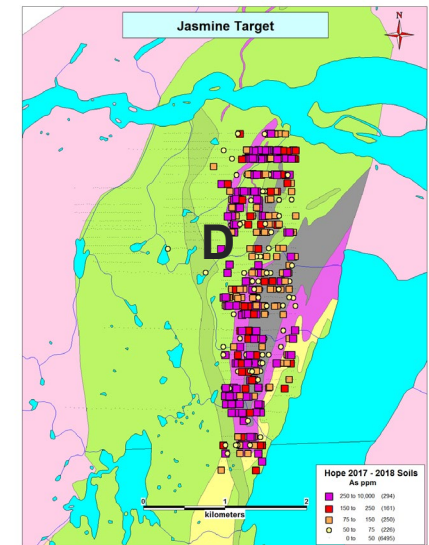 Jasmine Target
N
D
Hope 2017 - 2018 Soils
As ppm
250 to 10,000 (294)
150 to 250 (161)
75 to 150 (250)
50 to 75 (226)
0 to 50 (6495)
0 1 2
kilometers